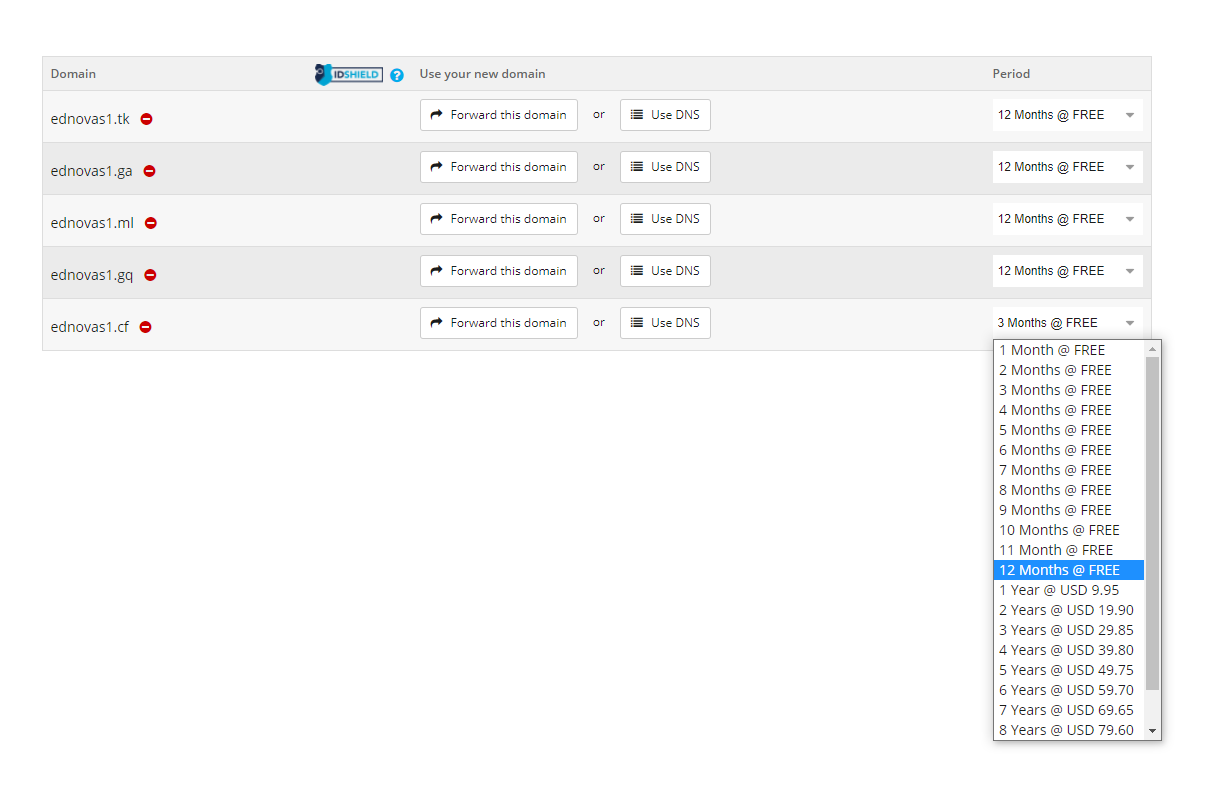 Domain IDSHIELD ? Use your new domain Period
ednovas1.tk Forward this domain or Use DNS 12 Months @ FREE
ednovas1.ga Forward this domain or Use DNS 12 Months @ FREE
ednovas1.ml Forward this domain or Use DNS 12 Months @ FREE
ednovas1.gq Forward this domain or Use DNS 12 Months @ FREE
ednovas1.cf Forward this domain or Use DNS 3 Months @ FREE
1 Month @ FREE
2 Months @ FREE
3 Months @ FREE
4 Months @ FREE
5 Months @ FREE
6 Months @ FREE
7 Months @ FREE
8 Months @ FREE
9 Months @ FREE
10 Months @ FREE
11 Month @ FREE
12 Months @ FREE
1 Year @ USD 9.95
2 Years @ USD 19.90
3 Years @ USD 29.85
4 Years @ USD 39.80
5 Years @ USD 49.75
6 Years @ USD 59.70
7 Years @ USD 69.65
8 Years @ USD 79.60